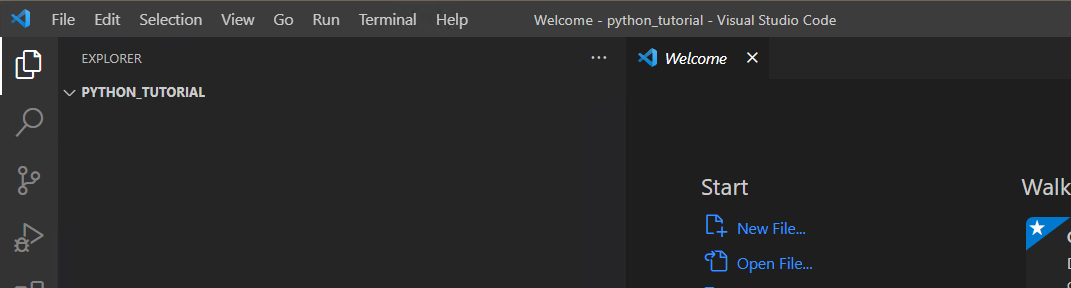 File Edit Selection View Go Run Terminal Help Welcome - python_tutorial - Visual Studio Code
EXPLORER ... Welcome
PYTHON_TUTORIAL
Start Walk
New File...
Open File...